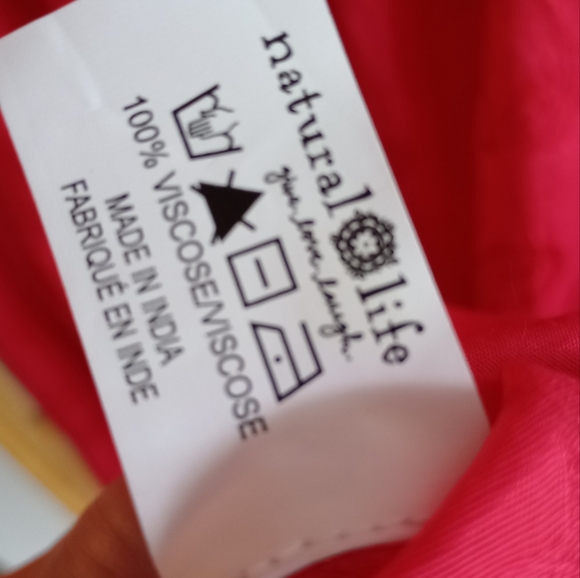 natural life
give.love.laugh.
100% VISCOSE/VISCOSE
MADE IN INDIA
FABRIQUÉ EN INDE